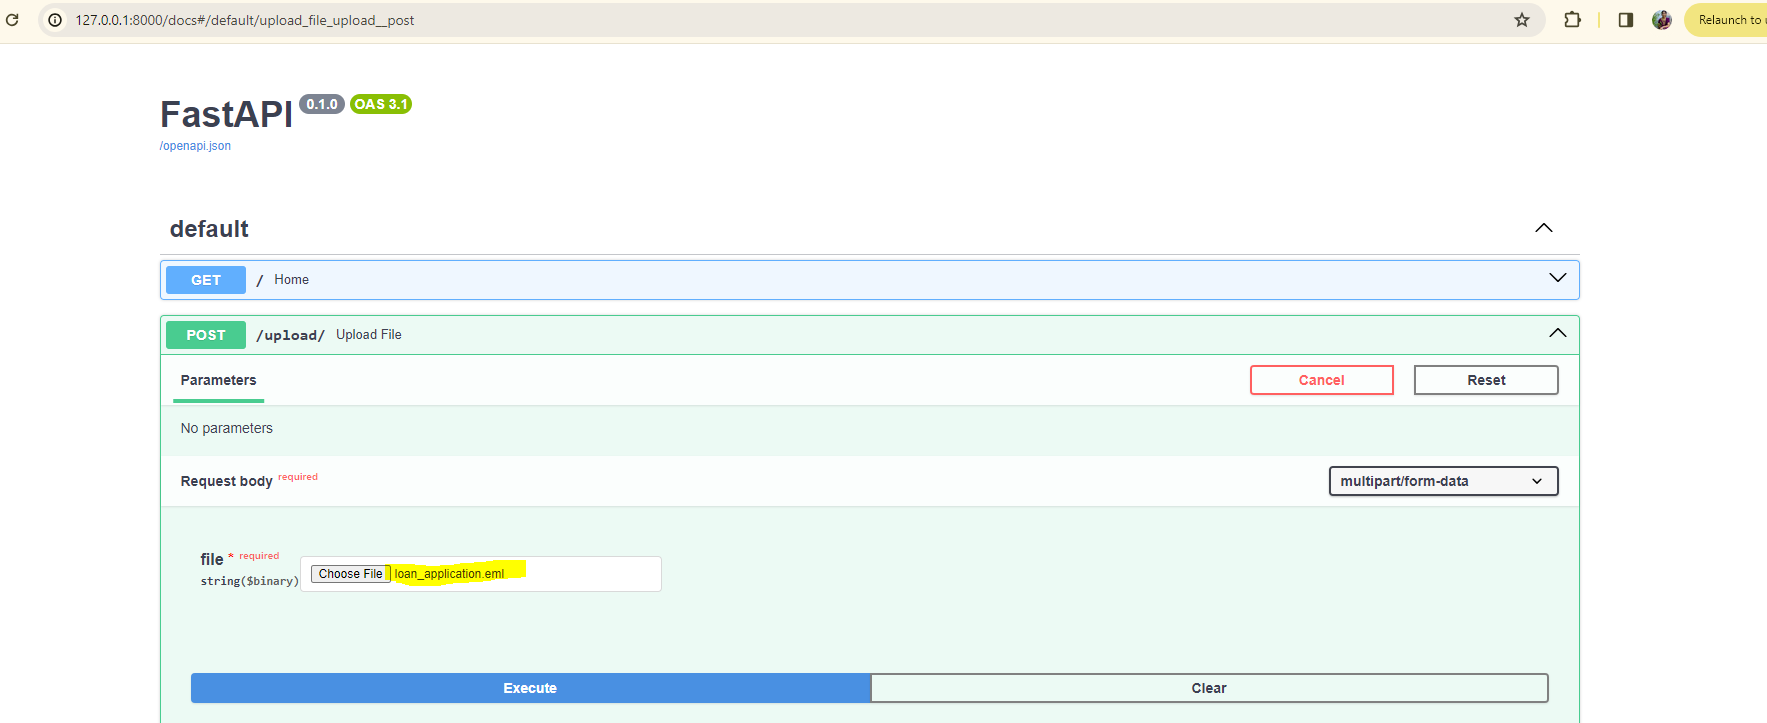 127.0.0.1:8000/docs#/default/upload_file_upload__post
Relaunch to
FastAPI 0.1.0 OAS 3.1
/openapi.json
default
GET / Home
POST /upload/ Upload File
Parameters
Cancel Reset
No parameters
Request body required
multipart/form-data
file * required
string($binary)
Choose File loan_application.eml
Execute Clear